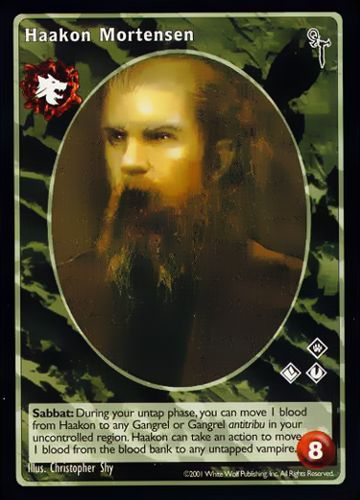 Haakon Mortensen
Sabbat: During your untap phase, you can move 1 blood
from Haakon to any Gangrel or Gangrel antitribu in your
uncontrolled region. Haakon can take an action to move
1 blood from the blood bank to any untapped vampire.
8
Illus. Christopher Shy
©2001 White Wolf Publishing, Inc. All Rights Reserved.